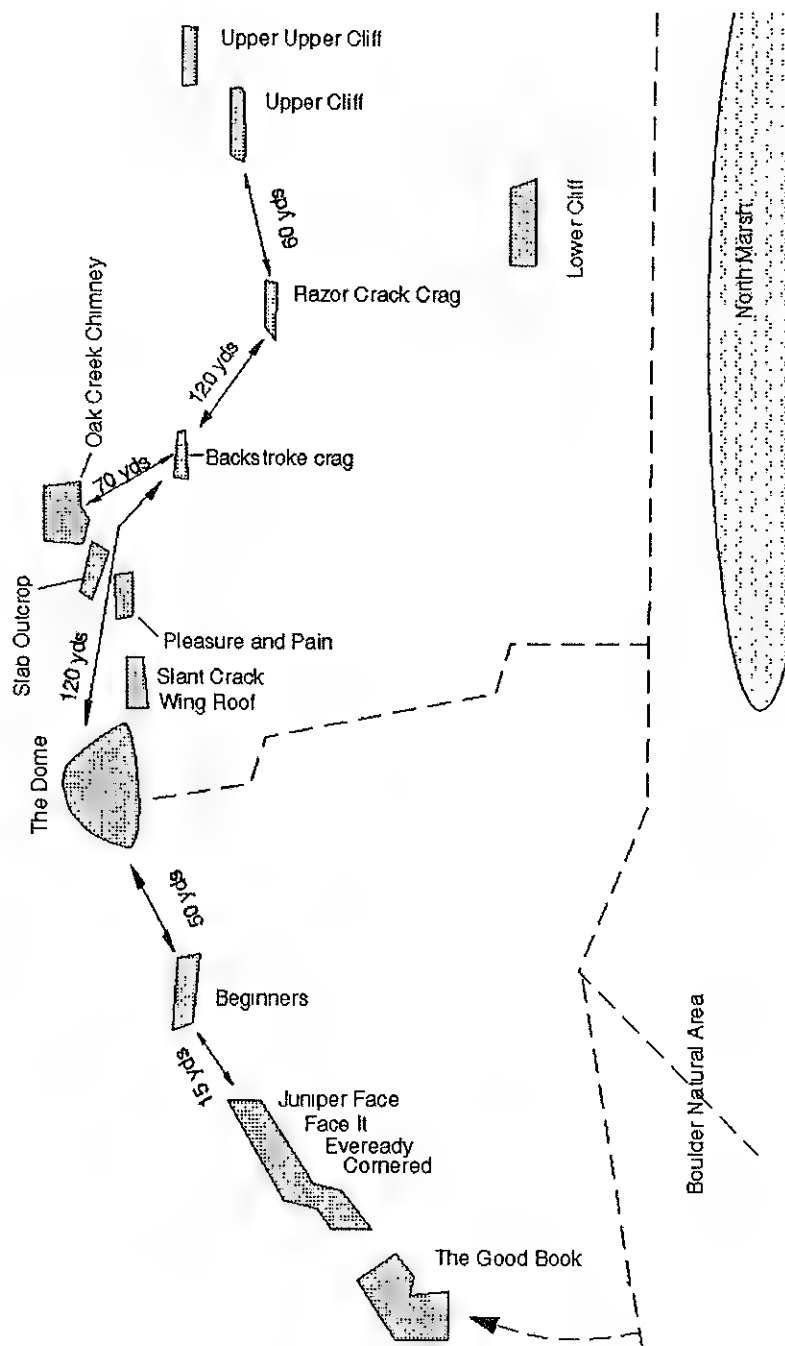 Upper Upper Cliff
Upper Cliff
60 yds
Lower Cliff
North Marsh
Razor Crack Crag
120 yds
Oak Creek Chimney
70 yds
Backstroke crag
Slab Outcrop
Pleasure and Pain
120 yds
Slant Crack
Wing Roof
The Dome
50 yds
Beginners
15 yds
Juniper Face
Face It
Eveready
Cornered
Boulder Natural Area
The Good Book